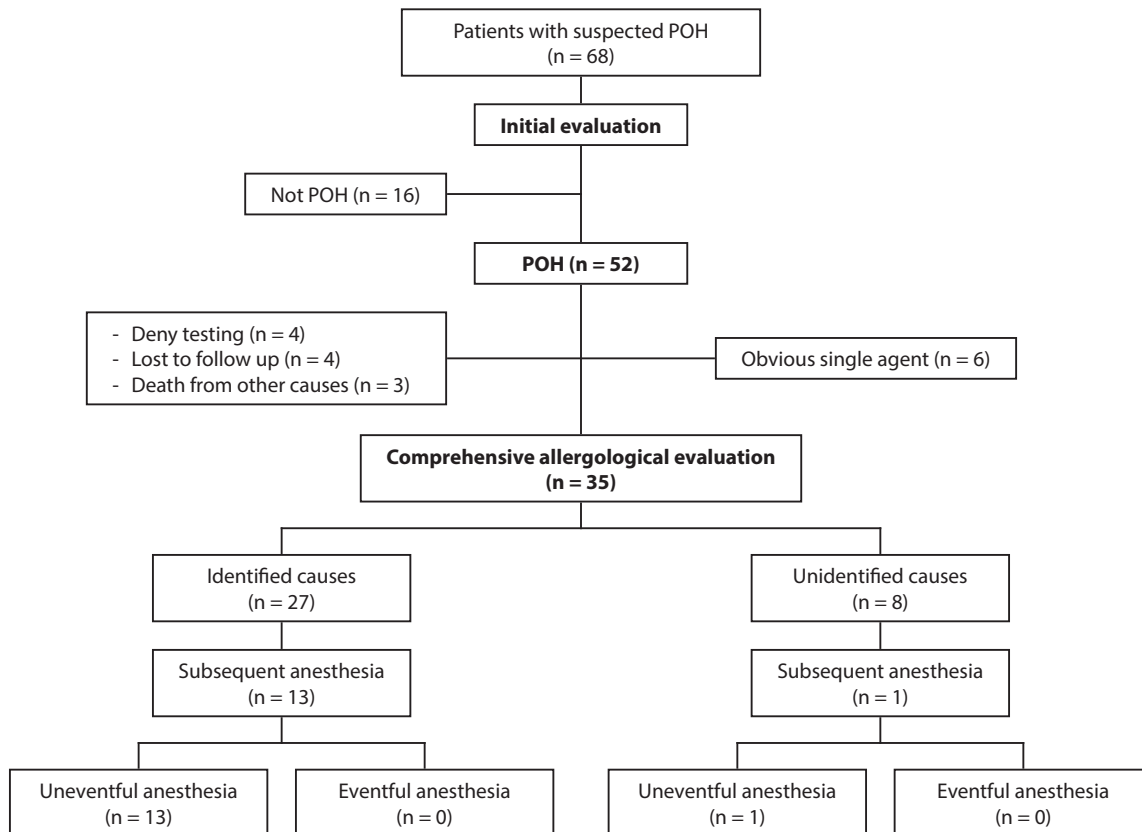 Patients with suspected POH
(n = 68)
Initial evaluation
Not POH (n = 16)
POH (n = 52)
- Deny testing (n = 4)
- Lost to follow up (n = 4)
- Death from other causes (n = 3)
Obvious single agent (n = 6)
Comprehensive allergological evaluation
(n = 35)
Identified causes
(n = 27)
Unidentified causes
(n = 8)
Subsequent anesthesia
(n = 13)
Subsequent anesthesia
(n = 1)
Uneventful anesthesia
(n = 13)
Eventful anesthesia
(n = 0)
Uneventful anesthesia
(n = 1)
Eventful anesthesia
(n = 0)